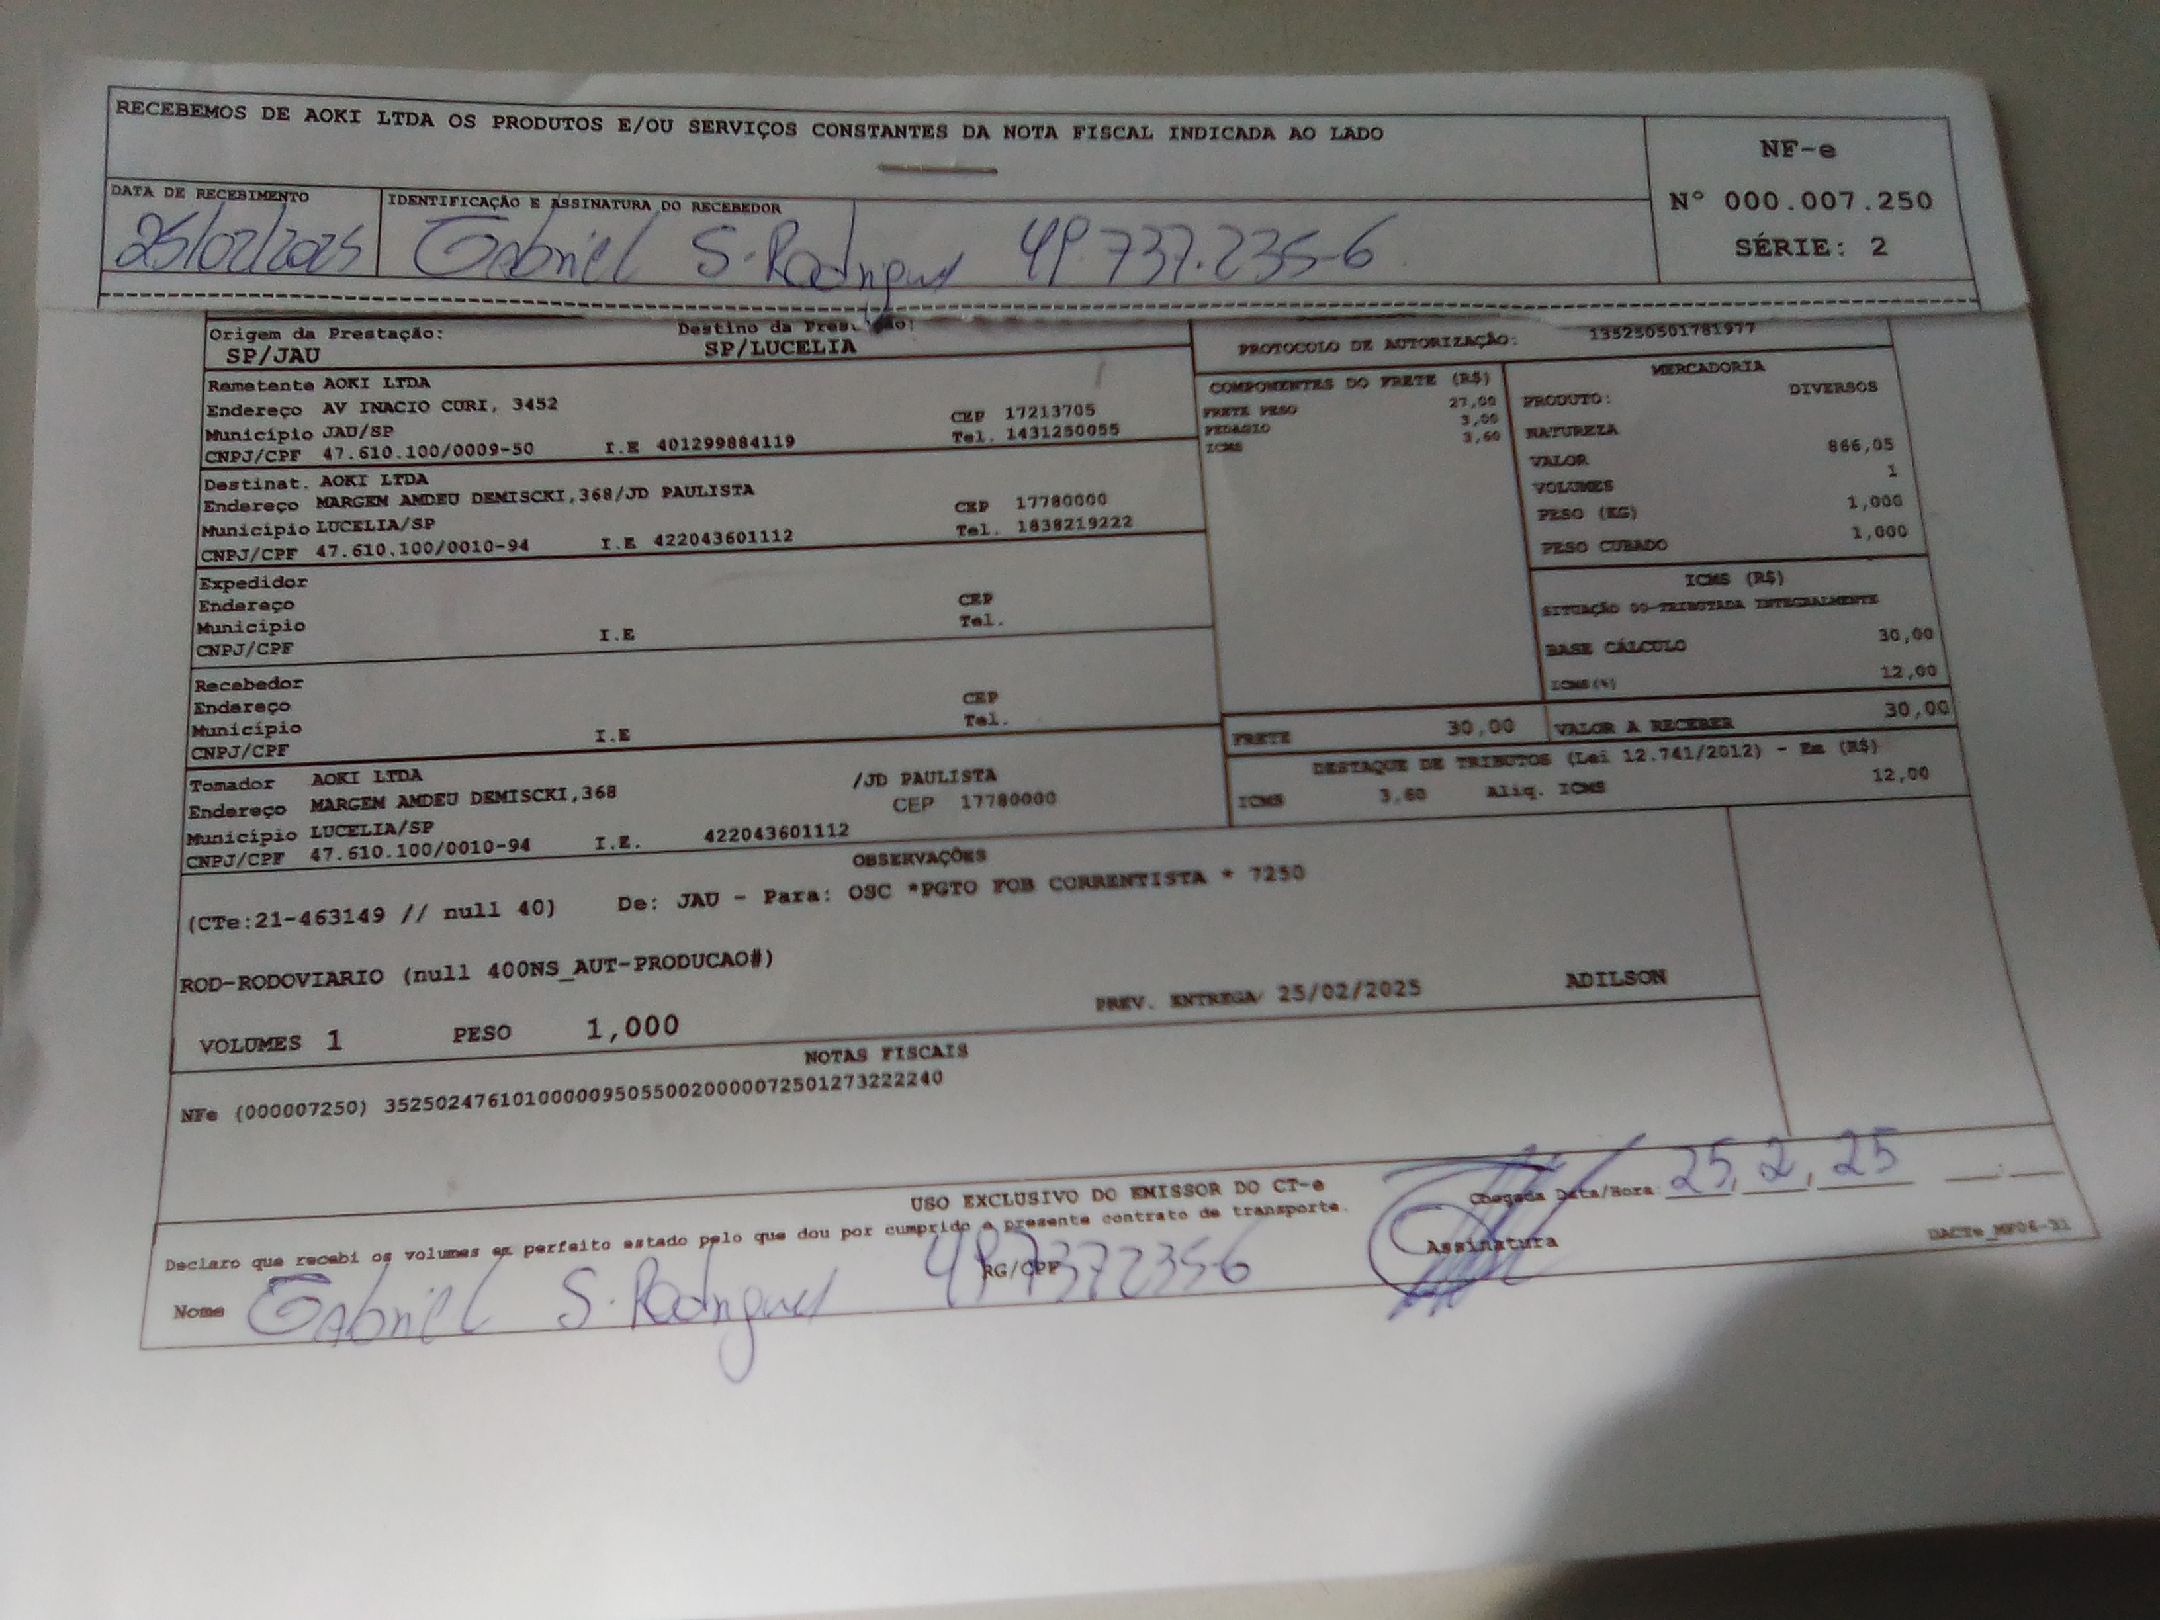 RECEBEMOS DE AOKI LTDA OS PRODUTOS E/OU SERVIÇOS CONSTANTES DA NOTA FISCAL INDICADA AO LADO
NF-e
Nº 000.007.250
SÉRIE: 2
DATA DE RECEBIMENTO
25/02/2025
IDENTIFICAÇÃO E ASSINATURA DO RECEBEDOR
Gabriel S. Rodrigues 49.737.235-6
Origem da Prestação:
SP/JAU
Destino da
SP/LUCELIA
PROTOCOLO DE AUTORIZAÇÃO: 135250501781977
Remetente AOKI LTDA
Endereço AV INACIO CURI, 3452
CEP 17213705
Município JAU/SP
Tel. 1431250055
CNPJ/CPF 47.610.100/0009-50 I.E 401299884119
Destinat. AOKI LTDA
Endereço MARGEM AMDEU DEMISCKI,368/JD PAULISTA
CEP 17780000
Município LUCELIA/SP
Tel. 1838219222
CNPJ/CPF 47.610.100/0010-94 I.E 422043601112
Expedidor
Endereço CEP
Município Tel.
CNPJ/CPF I.E
Recebedor
Endereço CEP
Município Tel.
CNPJ/CPF I.E
Tomador AOKI LTDA
Endereço MARGEM AMDEU DEMISCKI,368 /JD PAULISTA
CEP 17780000
Município LUCELIA/SP
CNPJ/CPF 47.610.100/0010-94 I.E. 422043601112
COMPONENTES DO FRETE (R$)
FRETE PESO 27,00
PEDAGIO 3,00
ICMS 3,60
MERCADORIA
PRODUTO: DIVERSOS
NATUREZA
VALOR 866,05
VOLUMES 1
PESO (KG) 1,000
PESO CUBADO 1,000
ICMS (R$)
SITUAÇÃO 00-TRIBUTADA INTEGRALMENTE
BASE CÁLCULO 30,00
ICMS(%) 12,00
FRETE 30,00
VALOR A RECEBER 30,00
DESTAQUE DE TRIBUTOS (Lei 12.741/2012) - Em (R$)
ICMS 3,60 Aliq. ICMS 12,00
OBSERVAÇÕES
(CTe:21-463149 // null 40) De: JAU - Para: OSC *PGTO FOB CORRENTISTA * 7250
ROD-RODOVIARIO (null 400NS_AUT-PRODUCAO#)
VOLUMES 1 PESO 1,000
PREV. ENTREGA/ 25/02/2025 ADILSON
NOTAS FISCAIS
NFe (000007250) 35250247610100000950550020000072501273222240
USO EXCLUSIVO DO EMISSOR DO CT-e
Declaro que recebi os volumes em perfeito estado pelo que dou por cumprido o presente contrato de transporte.
Chegada Data/Hora 25, 2, 25
Nome Gabriel S. Rodrigues
RG/CPF 497372356
Assinatura
DACTe_MF06-31